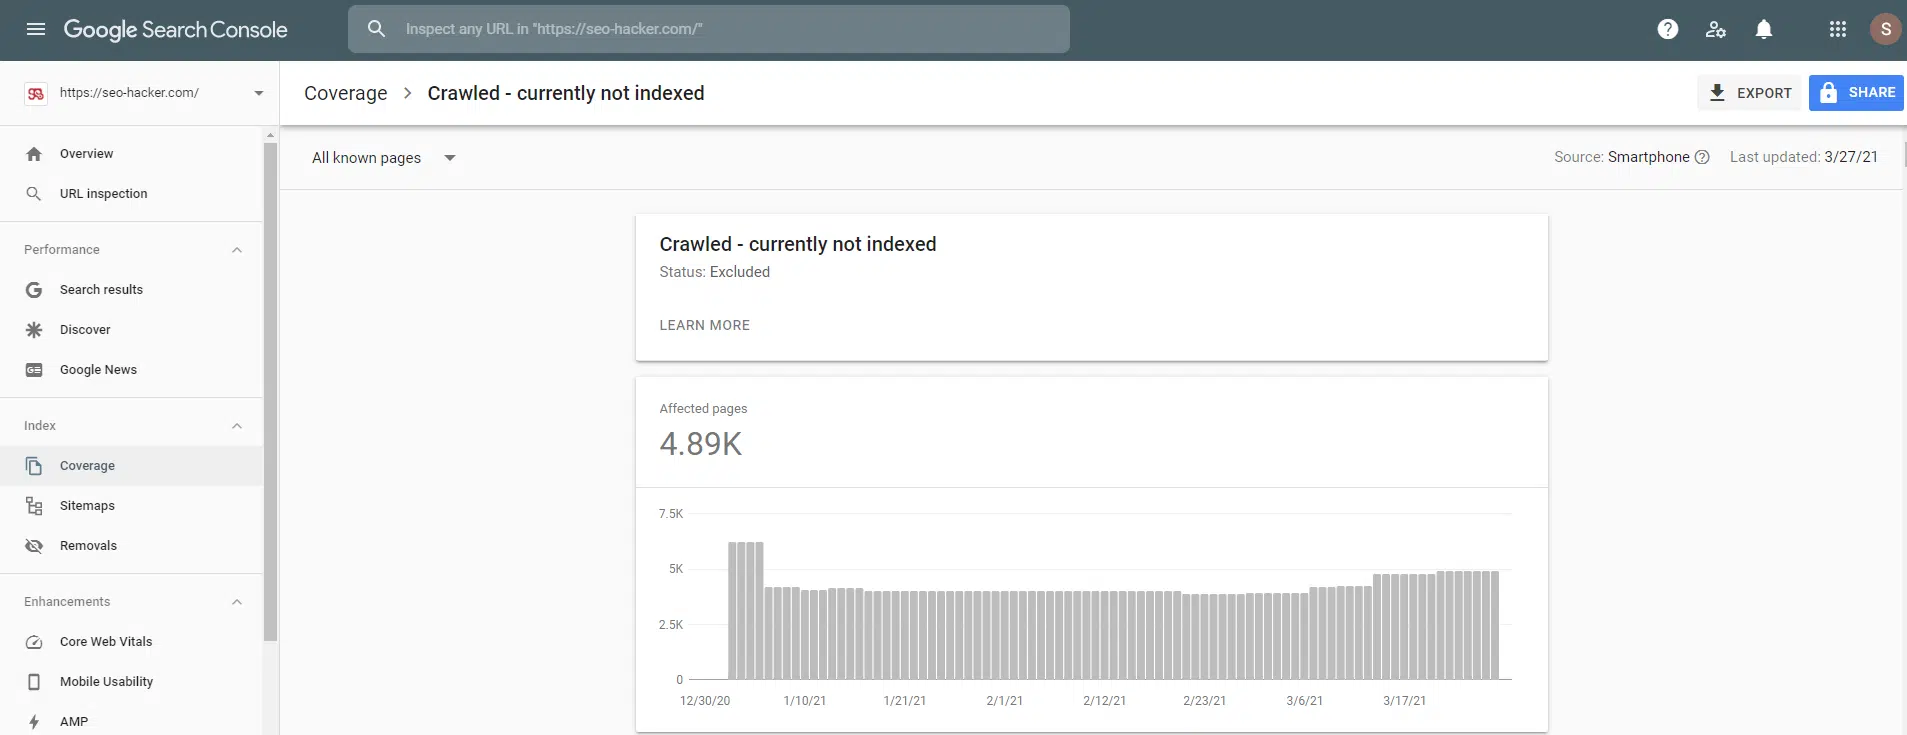 Google Search Console
Inspect any URL in "https://seo-hacker.com/"
S
https://seo-hacker.com/
Coverage
Crawled - currently not indexed
EXPORT
SHARE
Overview
URL inspection
Performance
Search results
Discover
Google News
Index
Coverage
Sitemaps
Removals
Enhancements
Core Web Vitals
Mobile Usability
AMP
All known pages
Source: Smartphone
Last updated: 3/27/21
Crawled - currently not indexed
Status: Excluded
LEARN MORE
Affected pages
4.89K
7.5K
5K
2.5K
0
12/30/20 1/10/21 1/21/21 2/1/21 2/12/21 2/23/21 3/6/21 3/17/21